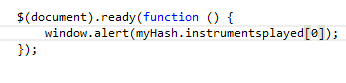 $(document).ready(function () {
    window.alert(myHash.instrumentsplayed[0]);
});